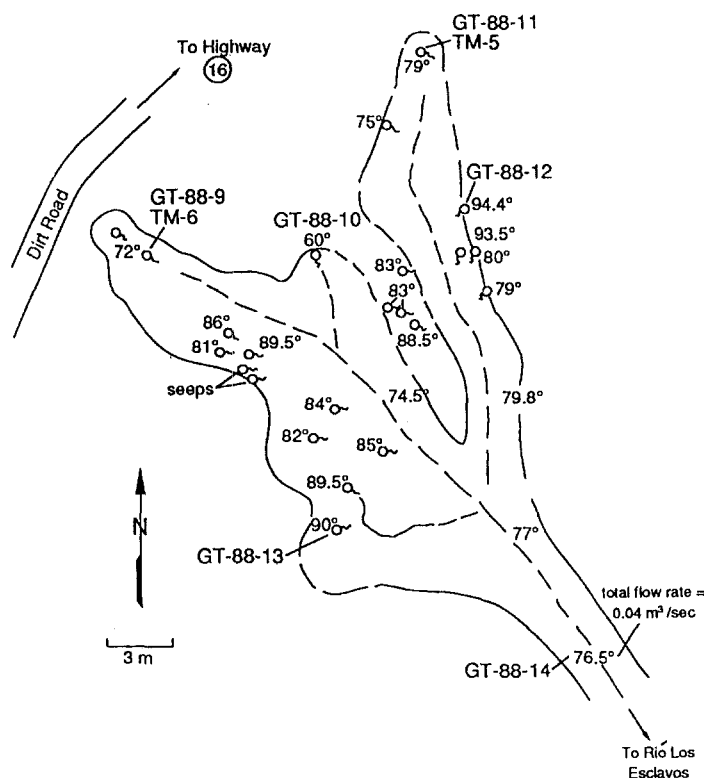 GT-88-11
TM-5
To Highway
16
79°
75°
GT-88-12
94.4°
GT-88-9
TM-6
Dirt Road
GT-88-10
60°
93.5°
80°
72°
83°
79°
83°
86°
89.5°
88.5°
81°
seeps
74.5°
79.8°
84°
82°
85°
89.5°
N
90°
77°
GT-88-13
total flow rate =
0.04 m³/sec
3 m
76.5°
GT-88-14
To Río Los
Esclavos